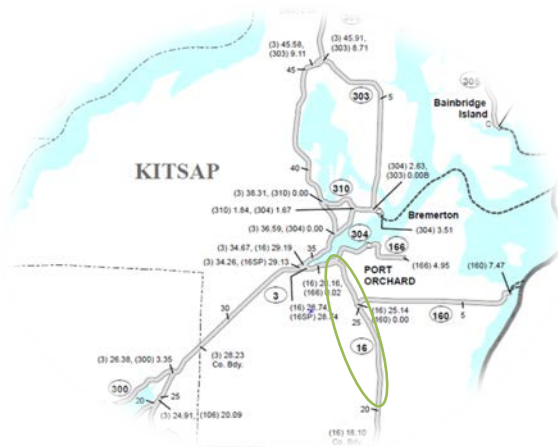 (3) 45.58,
(303) 9.11
(3) 45.91,
(303) 8.71
45
303
5
305
Bainbridge
Island
KITSAP
40
(304) 2.63,
(303) 0.00B
(3) 36.31, (310) 0.00
310
(310) 1.84, (304) 1.67
Bremerton
(304) 3.51
(3) 36.59, (304) 0.00
304
(3) 34.67, (16) 29.19
35
166
(3) 34.26, (16SP) 29.13
(166) 4.95
PORT
ORCHARD
(160) 7.47
(166) 0.02
3
(16SP) 28.74
(16) 25.14
(160) 0.00
25
5
160
30
16
(3) 26.38, (300) 3.35
(3) 28.23
Co. Bdy.
300
20
25
(3) 24.91, (106) 20.09
20
(16) 18.10
Co. Bdy.